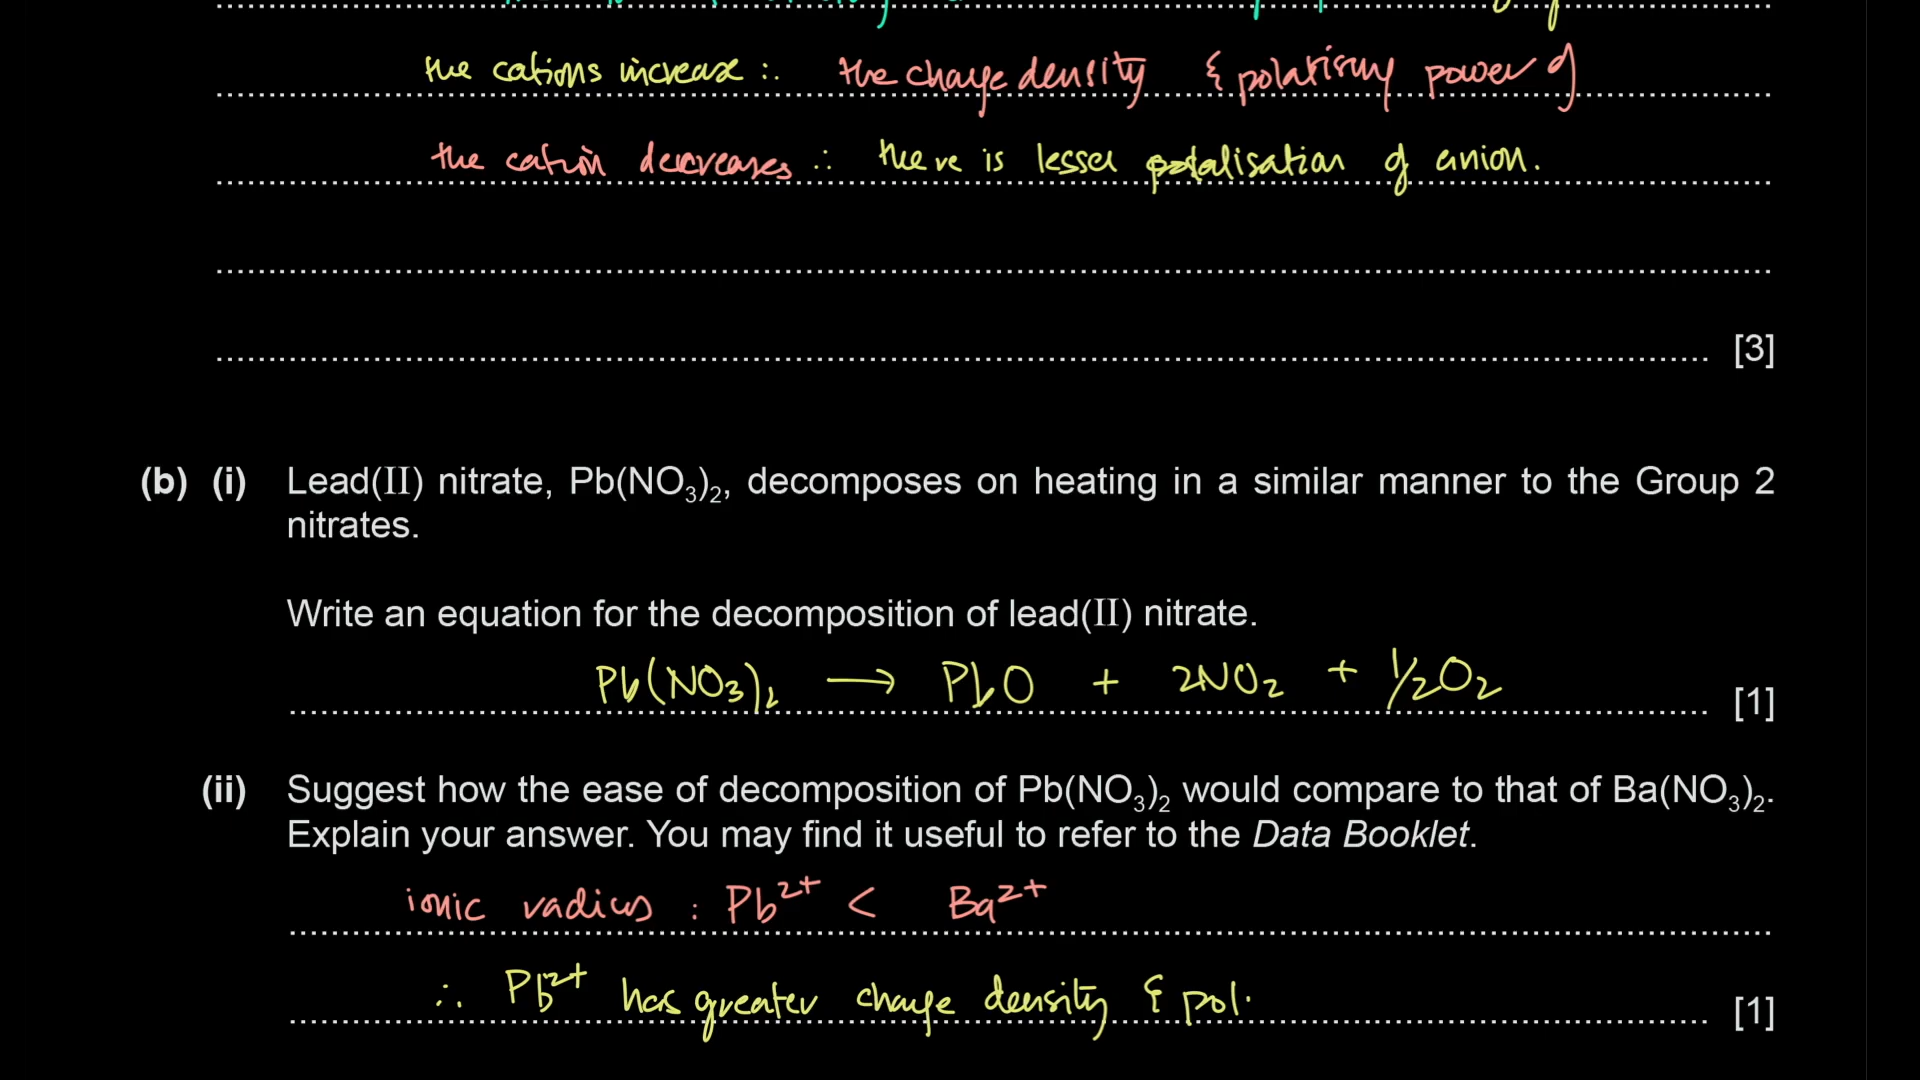 the cations increase ∴ the charge density & polarising power of
the cation decreases ∴ there is lesser polalisation of anion.
[3]
(b) (i) Lead(II) nitrate, Pb(NO₃)₂, decomposes on heating in a similar manner to the Group 2
nitrates.
Write an equation for the decomposition of lead(II) nitrate.
Pb(NO₃)₂ → PbO + 2NO₂ + ½O₂ [1]
(ii) Suggest how the ease of decomposition of Pb(NO₃)₂ would compare to that of Ba(NO₃)₂.
Explain your answer. You may find it useful to refer to the Data Booklet.
ionic radius : Pb²⁺ < Ba²⁺
∴ Pb²⁺ has greater charge density & pol. [1]